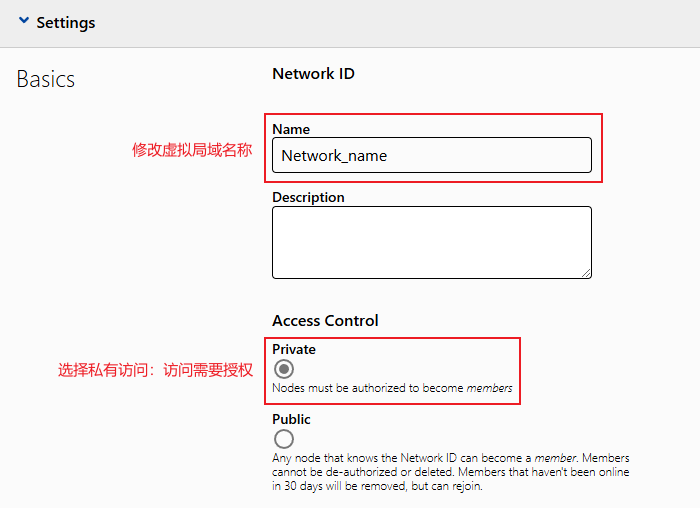 Settings
Basics
Network ID
Name
修改虚拟局域名称
Network_name
Description
Access Control
Private
选择私有访问：访问需要授权
Nodes must be authorized to become members
Public
Any node that knows the Network ID can become a member. Members
cannot be de-authorized or deleted. Members that haven't been online
in 30 days will be removed, but can rejoin.